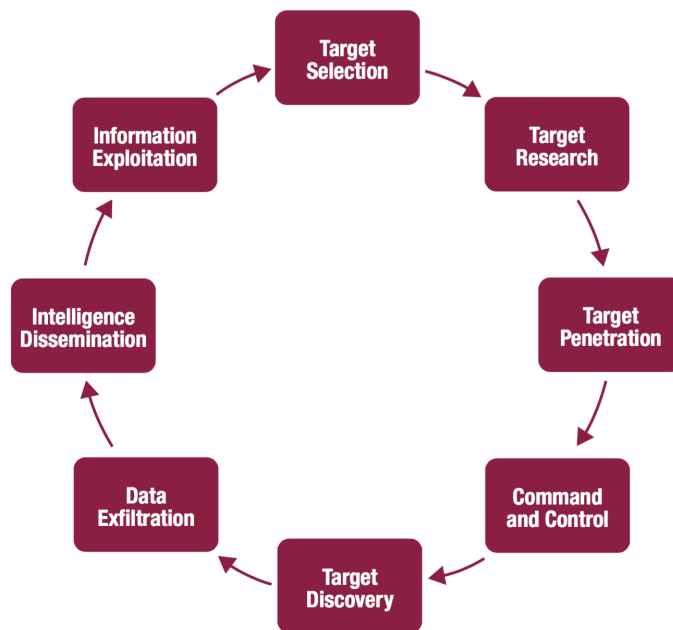 Target
Selection
Target
Research
Target
Penetration
Command
and Control
Target
Discovery
Data
Exfiltration
Intelligence
Dissemination
Information
Exploitation